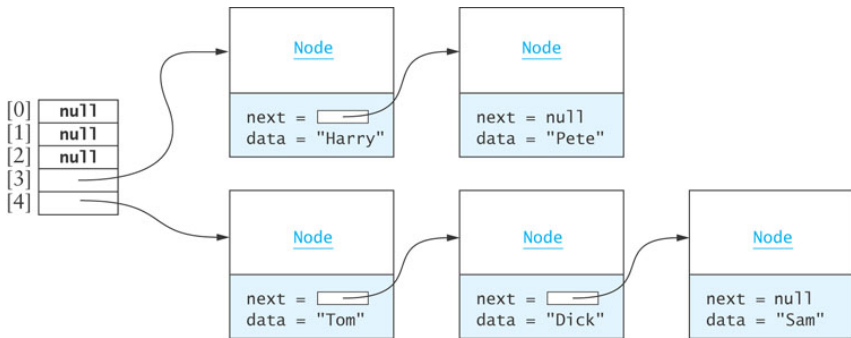 Node
Node
next =
data = "Harry"
next = null
data = "Pete"
[0] null
[1] null
[2] null
[3]
[4]
Node
Node
Node
next =
data = "Tom"
next =
data = "Dick"
next = null
data = "Sam"